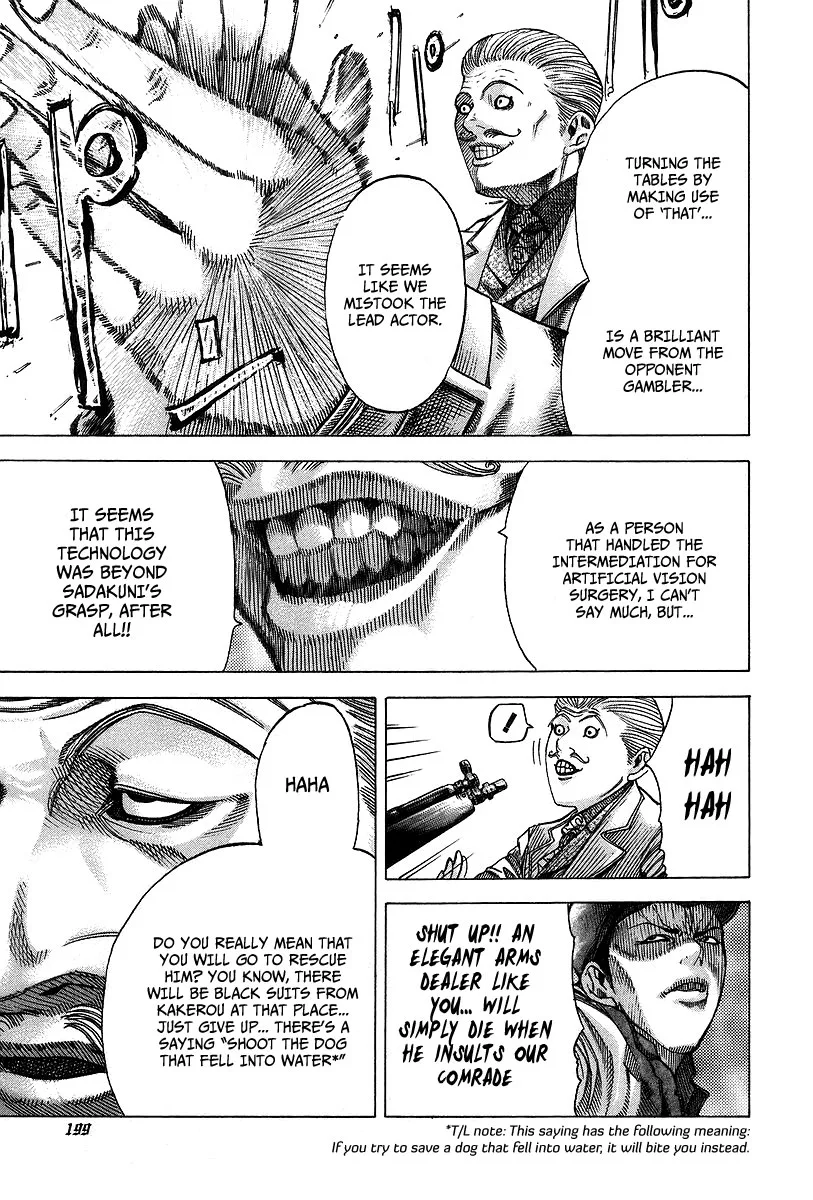 TURNING THE
TABLES BY
MAKING USE
OF 'THAT'...
IS A BRILLIANT
MOVE FROM THE
OPPONENT
GAMBLER...
IT SEEMS
LIKE WE
MISTOOK THE
LEAD ACTOR.
AS A PERSON
THAT HANDLED THE
INTERMEDIATION FOR
ARTIFICIAL VISION
SURGERY, I CAN'T
SAY MUCH, BUT...
IT SEEMS
THAT THIS
TECHNOLOGY
WAS BEYOND
SADAKUNI'S
GRASP, AFTER
ALL!!
HAH
HAH
!
SHUT UP!! AN
ELEGANT ARMS
DEALER LIKE
YOU... WILL
SIMPLY DIE WHEN
HE INSULTS OUR
COMRADE
HAHA
DO YOU REALLY MEAN THAT
YOU WILL GO TO RESCUE
HIM? YOU KNOW, THERE
WILL BE BLACK SUITS FROM
KAKEROU AT THAT PLACE...
JUST GIVE UP... THERE'S A
SAYING "SHOOT THE DOG
THAT FELL INTO WATER*"
199
*T/L note: This saying has the following meaning:
If you try to save a dog that fell into water, it will bite you instead.